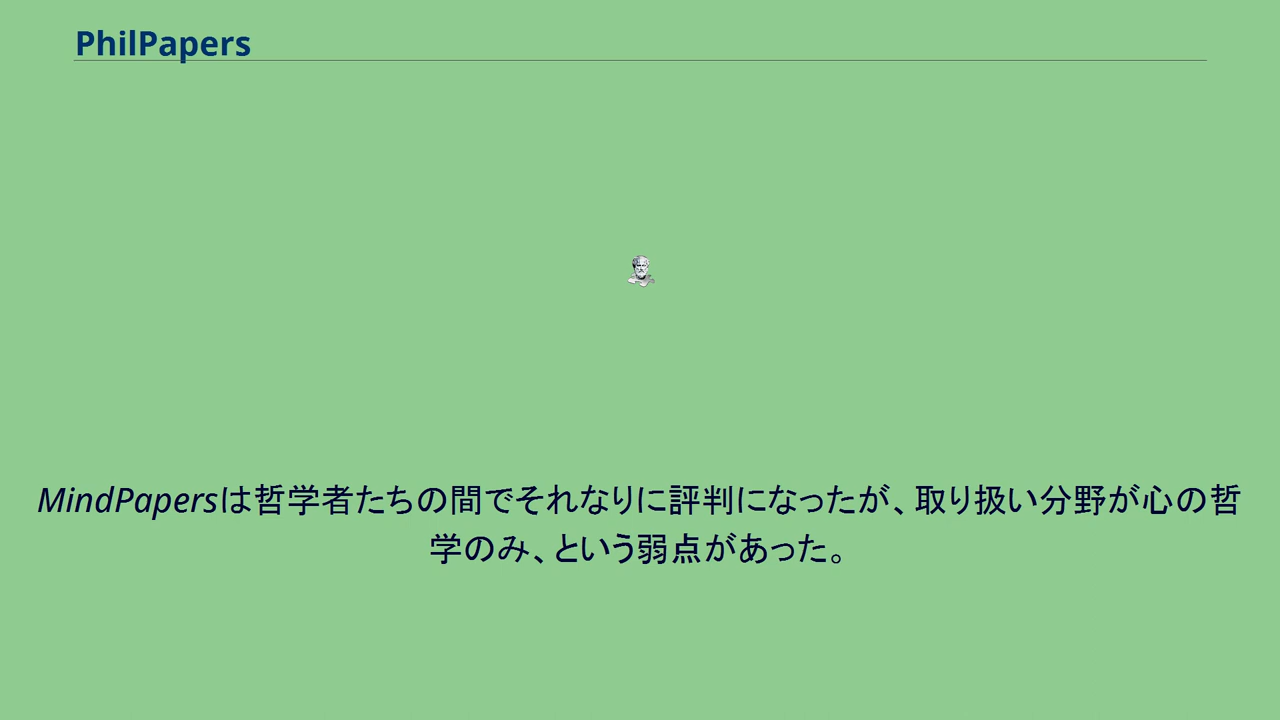 PhilPapers
MindPapersは哲学者たちの間でそれなりに評判になったが、取り扱い分野が心の哲
学のみ、という弱点があった。